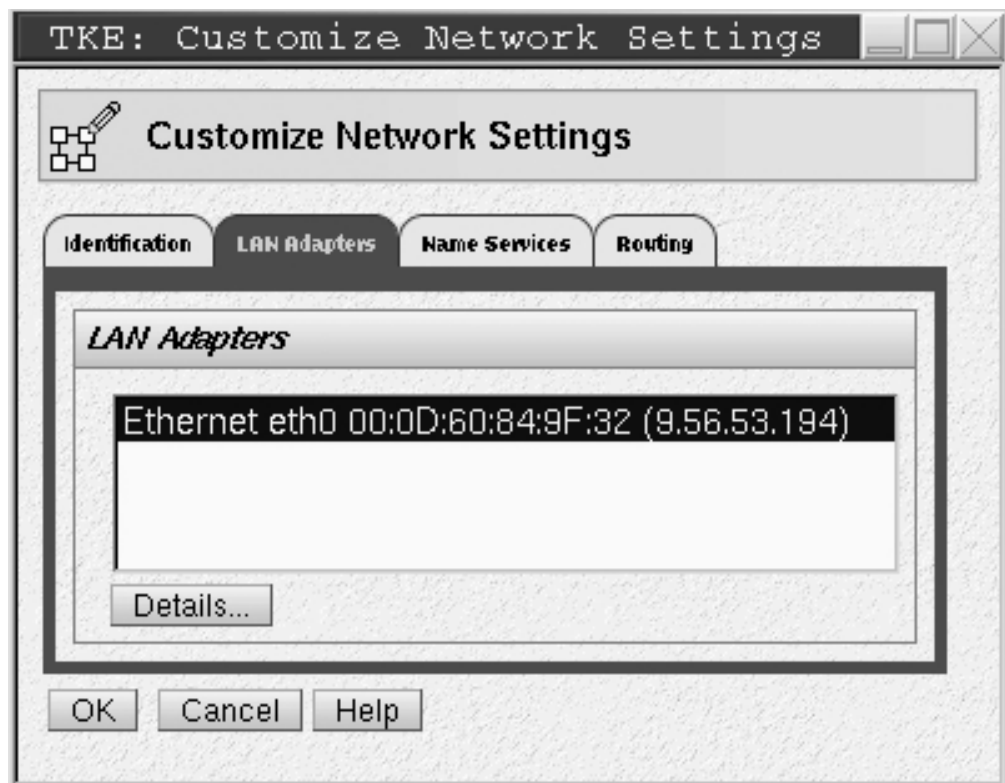 TKE: Customize Network Settings
Customize Network Settings
Identification LAN Adapters Name Services Routing
LAN Adapters
Ethernet eth0 00:0D:60:84:9F:32 (9.56.53.194)
Details...
OK Cancel Help